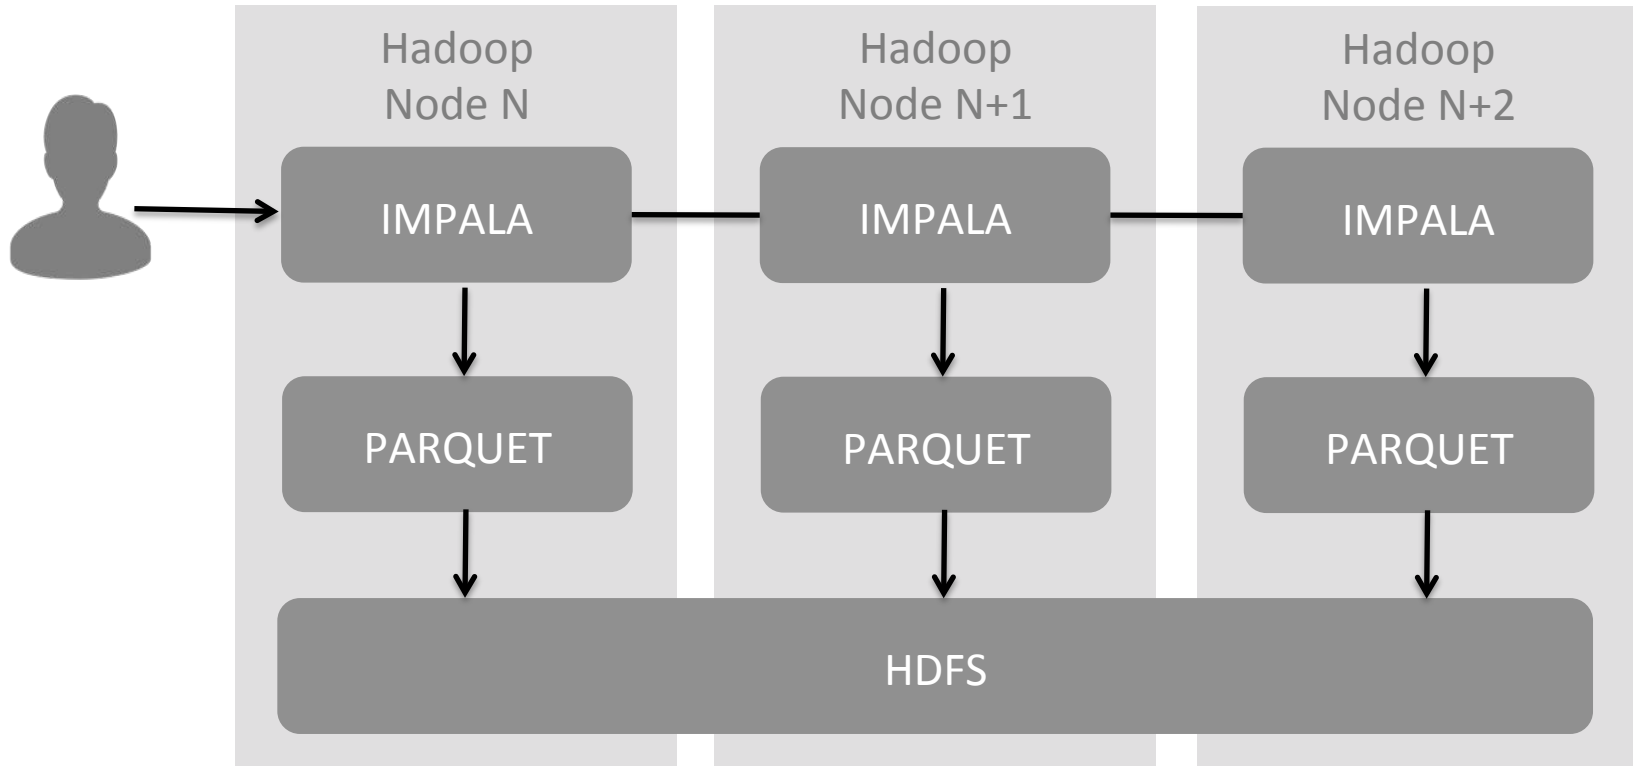 Hadoop
Node N
Hadoop
Node N+1
Hadoop
Node N+2
IMPALA
IMPALA
IMPALA
PARQUET
PARQUET
PARQUET
HDFS